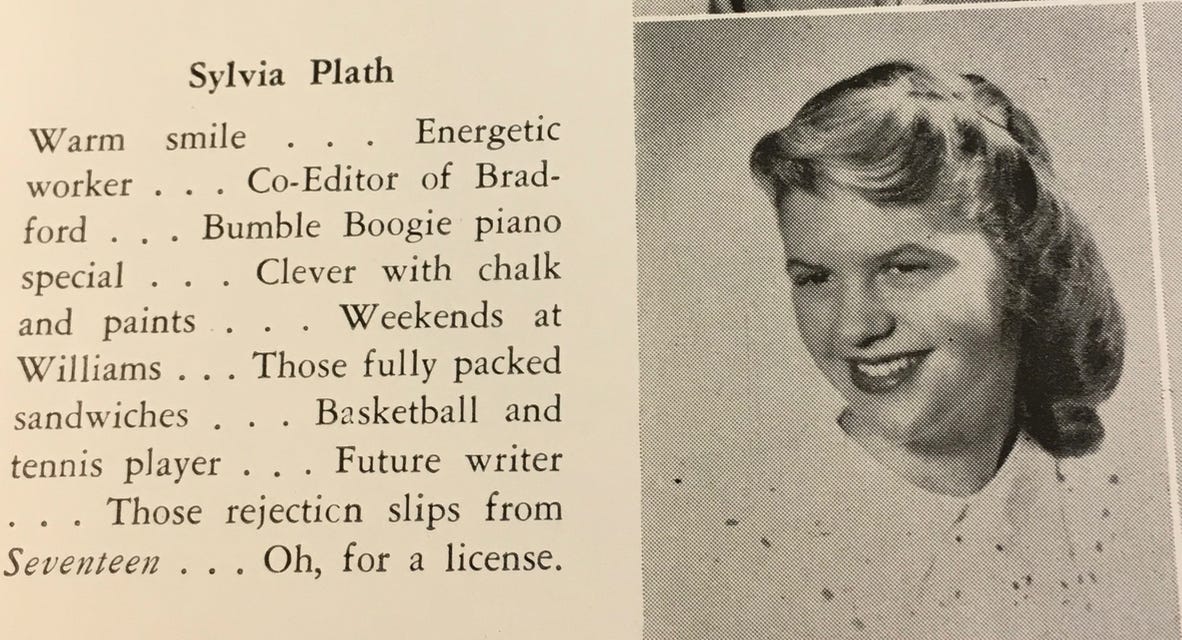 Sylvia Plath
Warm smile . . . Energetic
worker . . . Co-Editor of Brad-
ford . . . Bumble Boogie piano
special . . . Clever with chalk
and paints . . . Weekends at
Williams . . . Those fully packed
sandwiches . . . Basketball and
tennis player . . . Future writer
. . . Those rejecticn slips from
Seventeen . . . Oh, for a license.